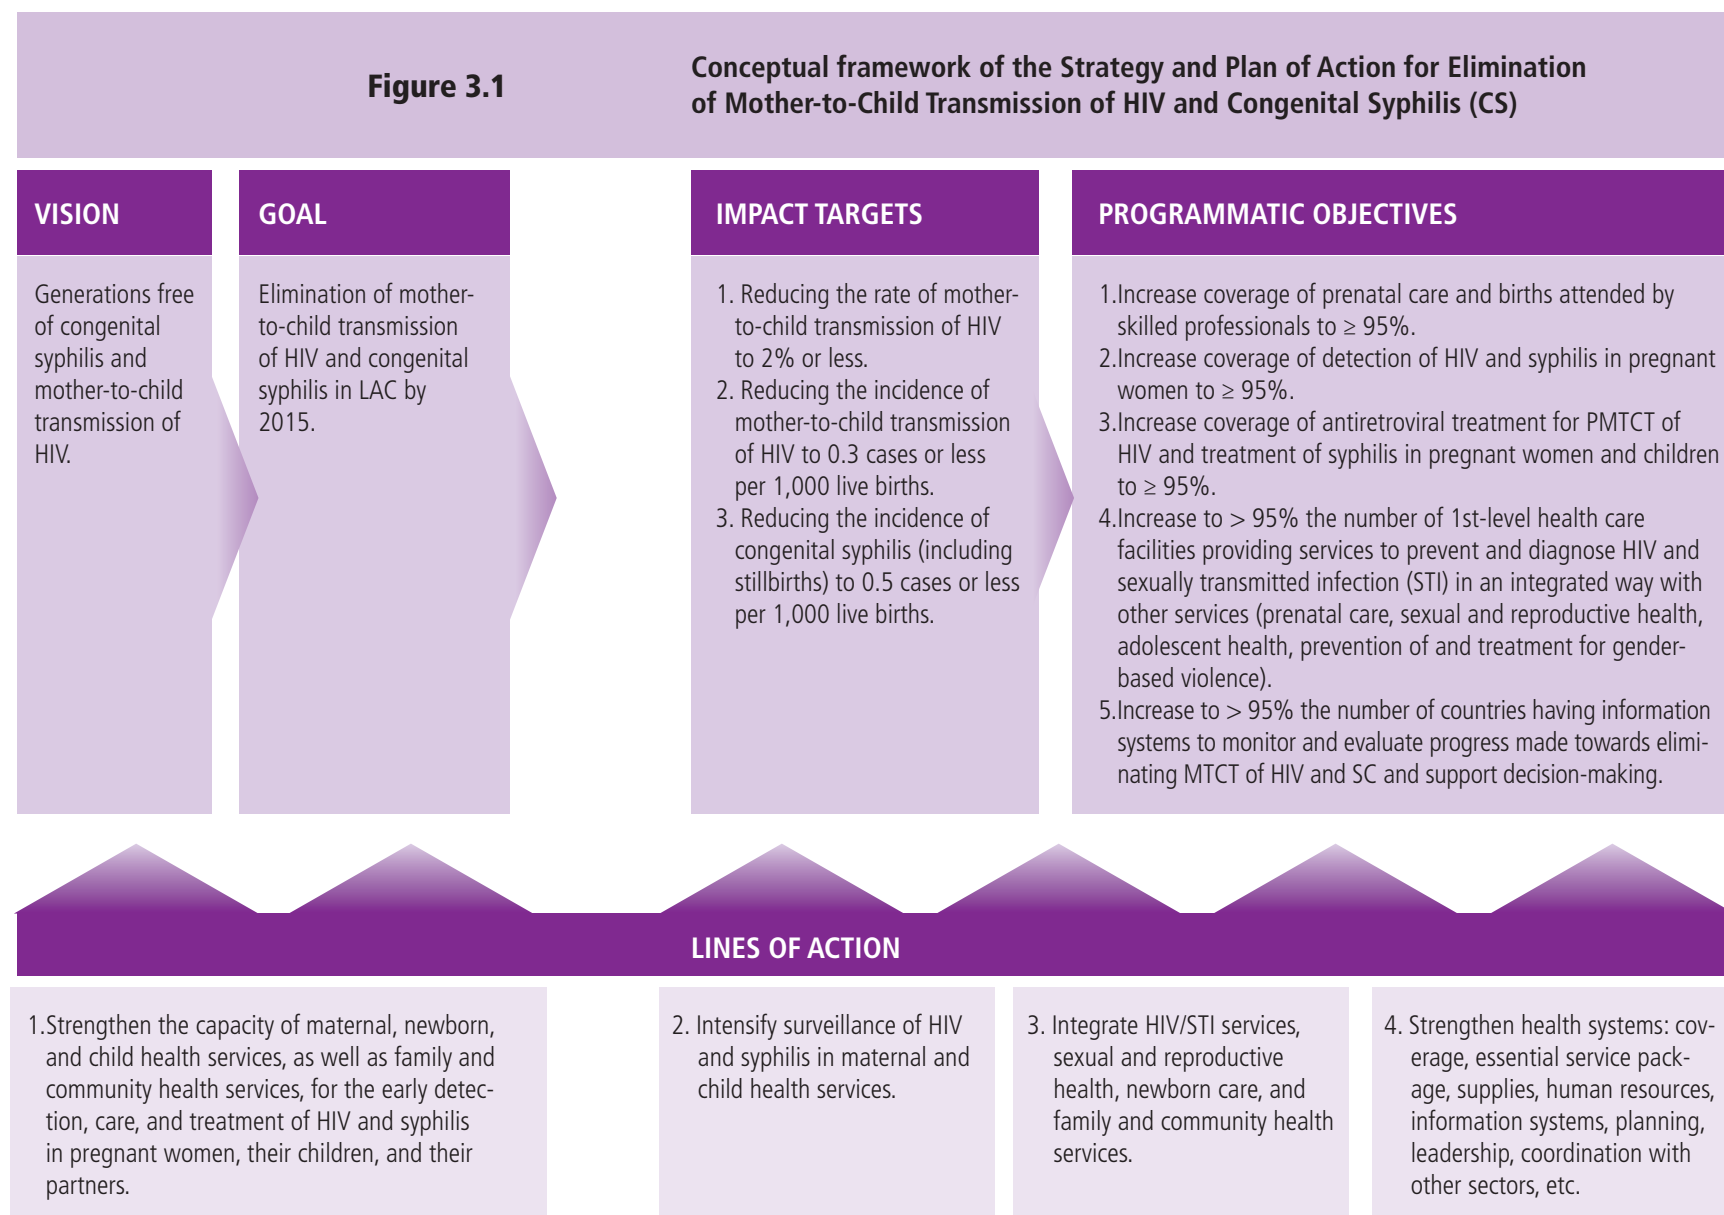 Figure 3.1
Conceptual framework of the Strategy and Plan of Action for Elimination
of Mother-to-Child Transmission of HIV and Congenital Syphilis (CS)
VISION
Generations free
of congenital
syphilis and
mother-to-child
transmission of
HIV.
GOAL
Elimination of mother-
to-child transmission
of HIV and congenital
syphilis in LAC by
2015.
IMPACT TARGETS
1. Reducing the rate of mother-
to-child transmission of HIV
to 2% or less.
2. Reducing the incidence of
mother-to-child transmission
of HIV to 0.3 cases or less
per 1,000 live births.
3. Reducing the incidence of
congenital syphilis (including
stillbirths) to 0.5 cases or less
per 1,000 live births.
PROGRAMMATIC OBJECTIVES
1.Increase coverage of prenatal care and births attended by
skilled professionals to ≥ 95%.
2.Increase coverage of detection of HIV and syphilis in pregnant
women to ≥ 95%.
3.Increase coverage of antiretroviral treatment for PMTCT of
HIV and treatment of syphilis in pregnant women and children
to ≥ 95%.
4.Increase to > 95% the number of 1st-level health care
facilities providing services to prevent and diagnose HIV and
sexually transmitted infection (STI) in an integrated way with
other services (prenatal care, sexual and reproductive health,
adolescent health, prevention of and treatment for gender-
based violence).
5.Increase to > 95% the number of countries having information
systems to monitor and evaluate progress made towards elimi-
nating MTCT of HIV and SC and support decision-making.
LINES OF ACTION
1.Strengthen the capacity of maternal, newborn,
and child health services, as well as family and
community health services, for the early detec-
tion, care, and treatment of HIV and syphilis
in pregnant women, their children, and their
partners.
2. Intensify surveillance of HIV
and syphilis in maternal and
child health services.
3. Integrate HIV/STI services,
sexual and reproductive
health, newborn care, and
family and community health
services.
4. Strengthen health systems: cov-
erage, essential service pack-
age, supplies, human resources,
information systems, planning,
leadership, coordination with
other sectors, etc.